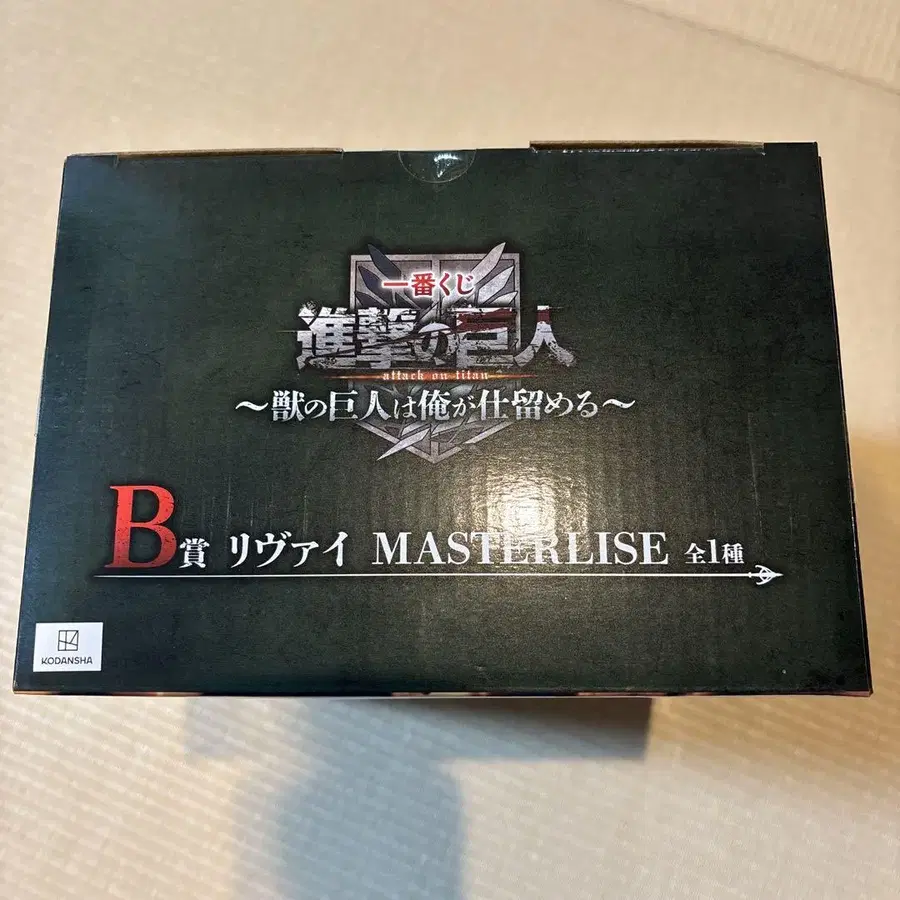 一番くじ
進撃の巨人
attack on titan
～獣の巨人は俺が仕留める～
B賞 リヴァイ MASTERLISE 全1種
KODANSHA